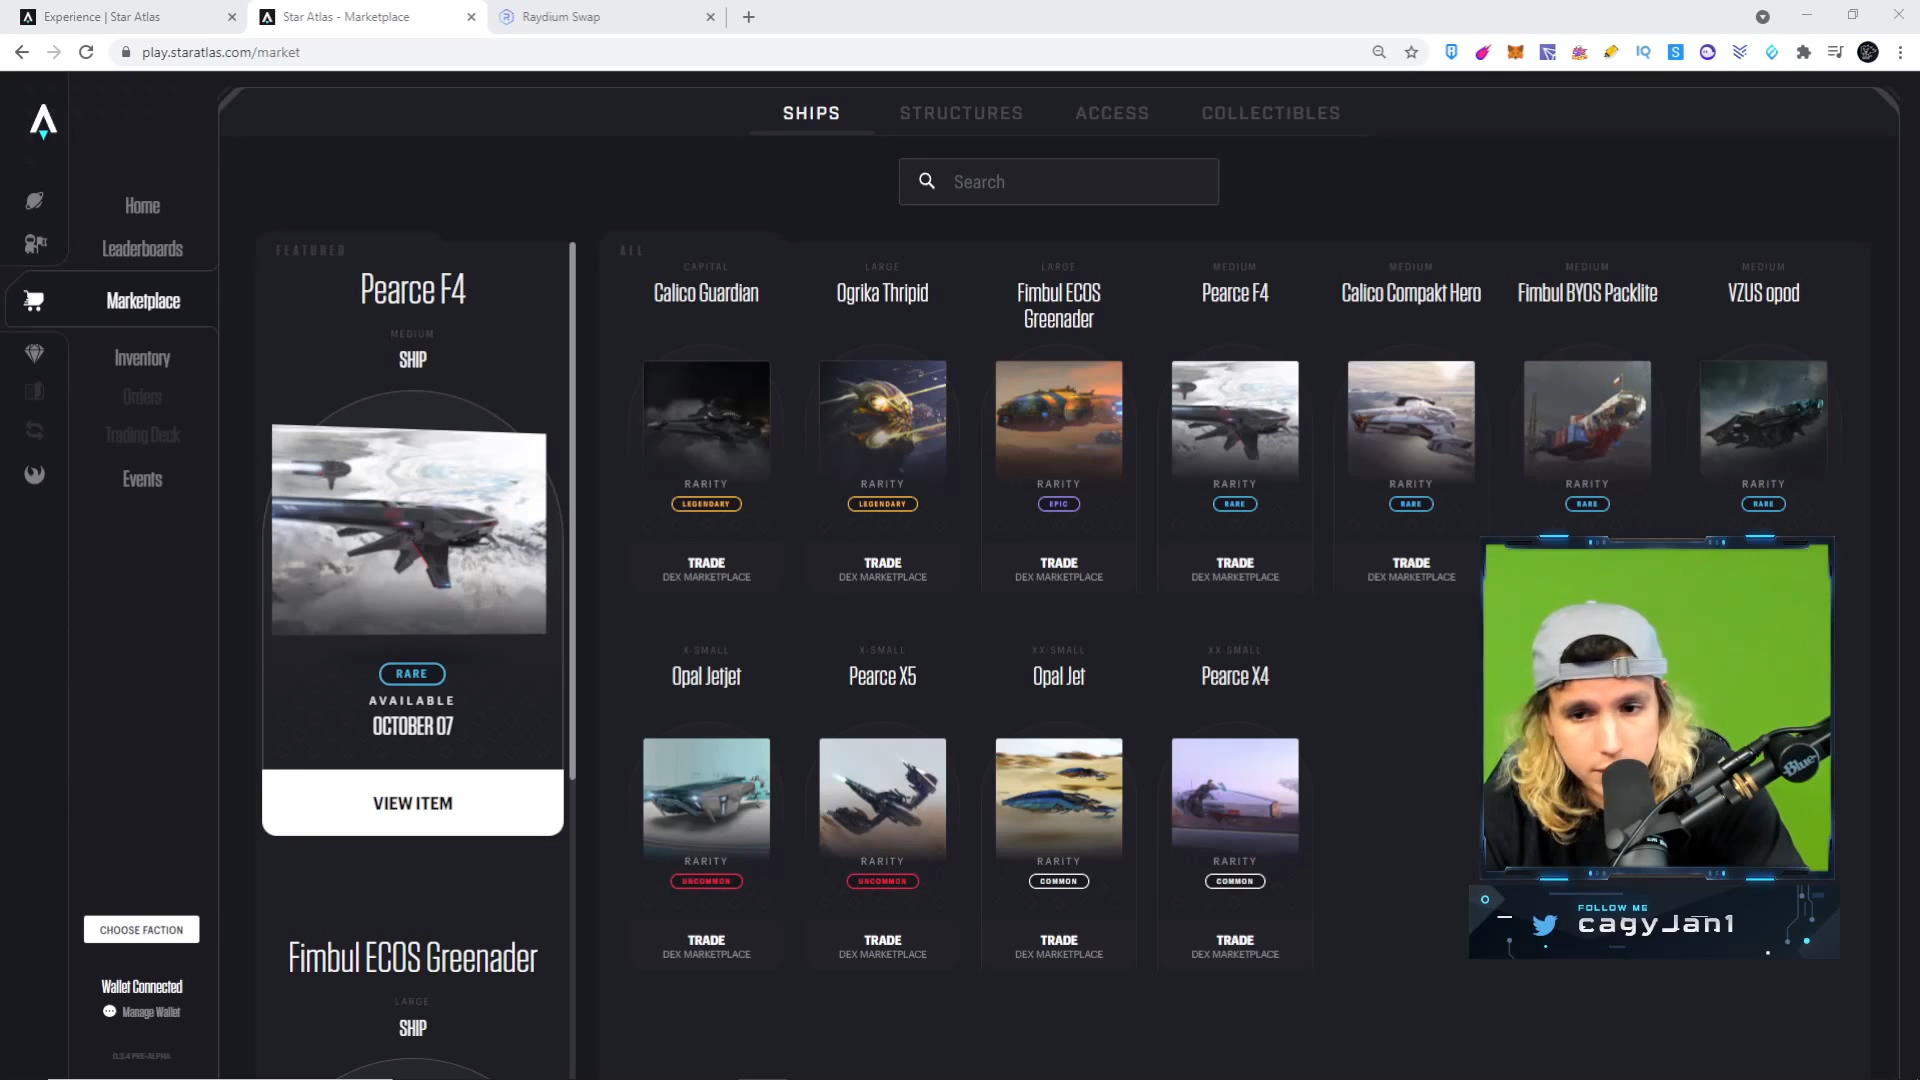 Experience | Star Atlas
Star Atlas - Marketplace
Raydium Swap
play.staratlas.com/market
SHIPS
STRUCTURES
ACCESS
COLLECTIBLES
Search
Home
Leaderboards
Marketplace
Inventory
Orders
Trading Deck
Events
CHOOSE FACTION
Wallet Connected
Manage Wallet
0.3.4 PRE-ALPHA
FEATURED
Pearce F4
MEDIUM
SHIP
RARE
AVAILABLE
OCTOBER 07
VIEW ITEM
Fimbul ECOS Greenader
LARGE
SHIP
ALL
CAPITAL
Calico Guardian
RARITY
LEGENDARY
TRADE
DEX MARKETPLACE
LARGE
Ogrika Thripid
RARITY
LEGENDARY
TRADE
DEX MARKETPLACE
LARGE
Fimbul ECOS
Greenader
RARITY
EPIC
TRADE
DEX MARKETPLACE
MEDIUM
Pearce F4
RARITY
RARE
TRADE
DEX MARKETPLACE
MEDIUM
Calico Compakt Hero
RARITY
RARE
TRADE
DEX MARKETPLACE
MEDIUM
Fimbul BYOS Packlite
RARITY
RARE
MEDIUM
VZUS opod
RARITY
RARE
X-SMALL
Opal Jetjet
RARITY
UNCOMMON
TRADE
DEX MARKETPLACE
X-SMALL
Pearce X5
RARITY
UNCOMMON
TRADE
DEX MARKETPLACE
XX-SMALL
Opal Jet
RARITY
COMMON
TRADE
DEX MARKETPLACE
XX-SMALL
Pearce X4
RARITY
COMMON
TRADE
DEX MARKETPLACE
Blue
FOLLOW ME
cagyJan1